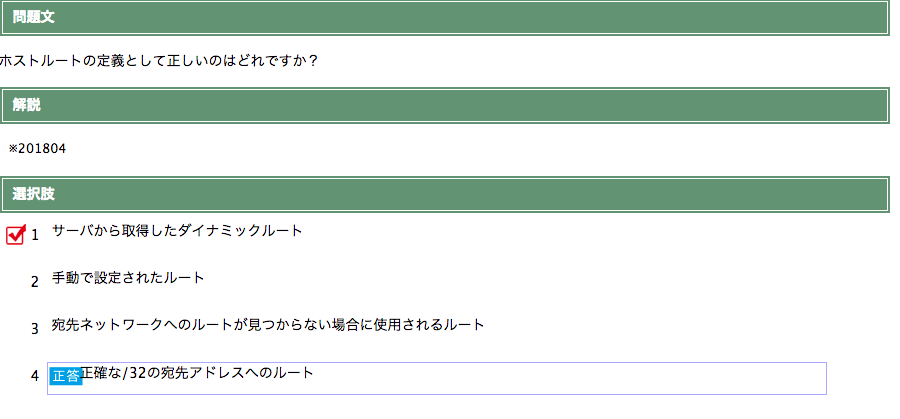 問題文
ホストルートの定義として正しいのはどれですか？
解説
※201804
選択肢
1 サーバから取得したダイナミックルート
2 手動で設定されたルート
3 宛先ネットワークへのルートが見つからない場合に使用されるルート
4 正答正確な/32の宛先アドレスへのルート